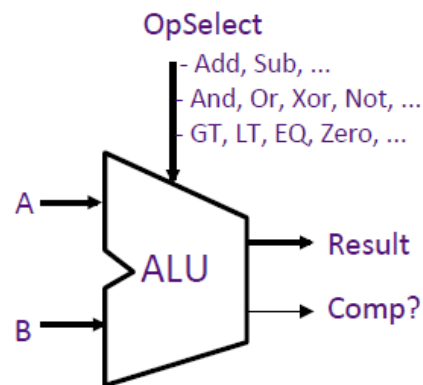 OpSelect
- Add, Sub, ...
- And, Or, Xor, Not, ...
- GT, LT, EQ, Zero, ...
A
ALU
Result
B
Comp?